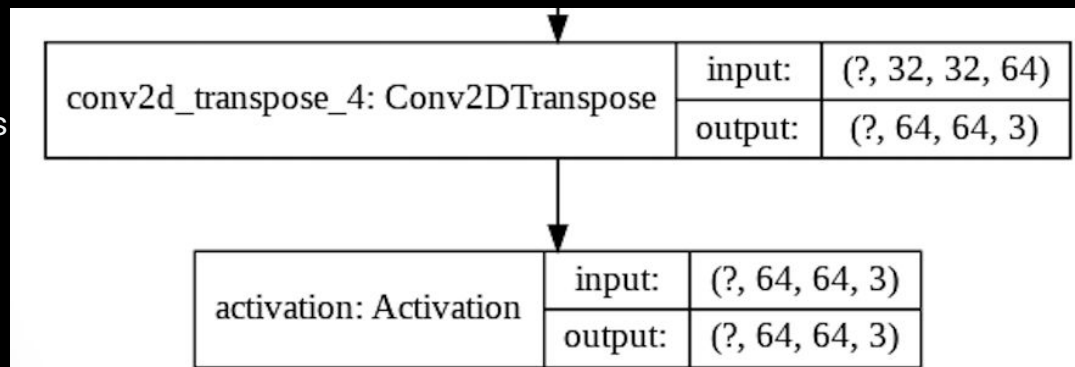 s
conv2d_transpose_4: Conv2DTranspose
input: (?, 32, 32, 64)
output: (?, 64, 64, 3)
activation: Activation
input: (?, 64, 64, 3)
output: (?, 64, 64, 3)